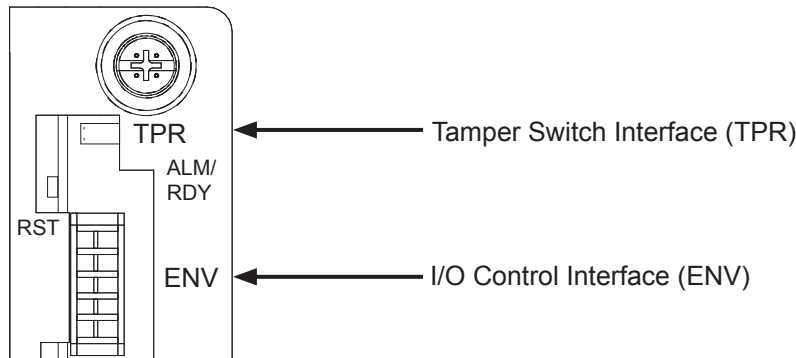 TPR
Tamper Switch Interface (TPR)
ALM/
RDY
RST
ENV
I/O Control Interface (ENV)